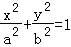 x²/a² + y²/b² = 1